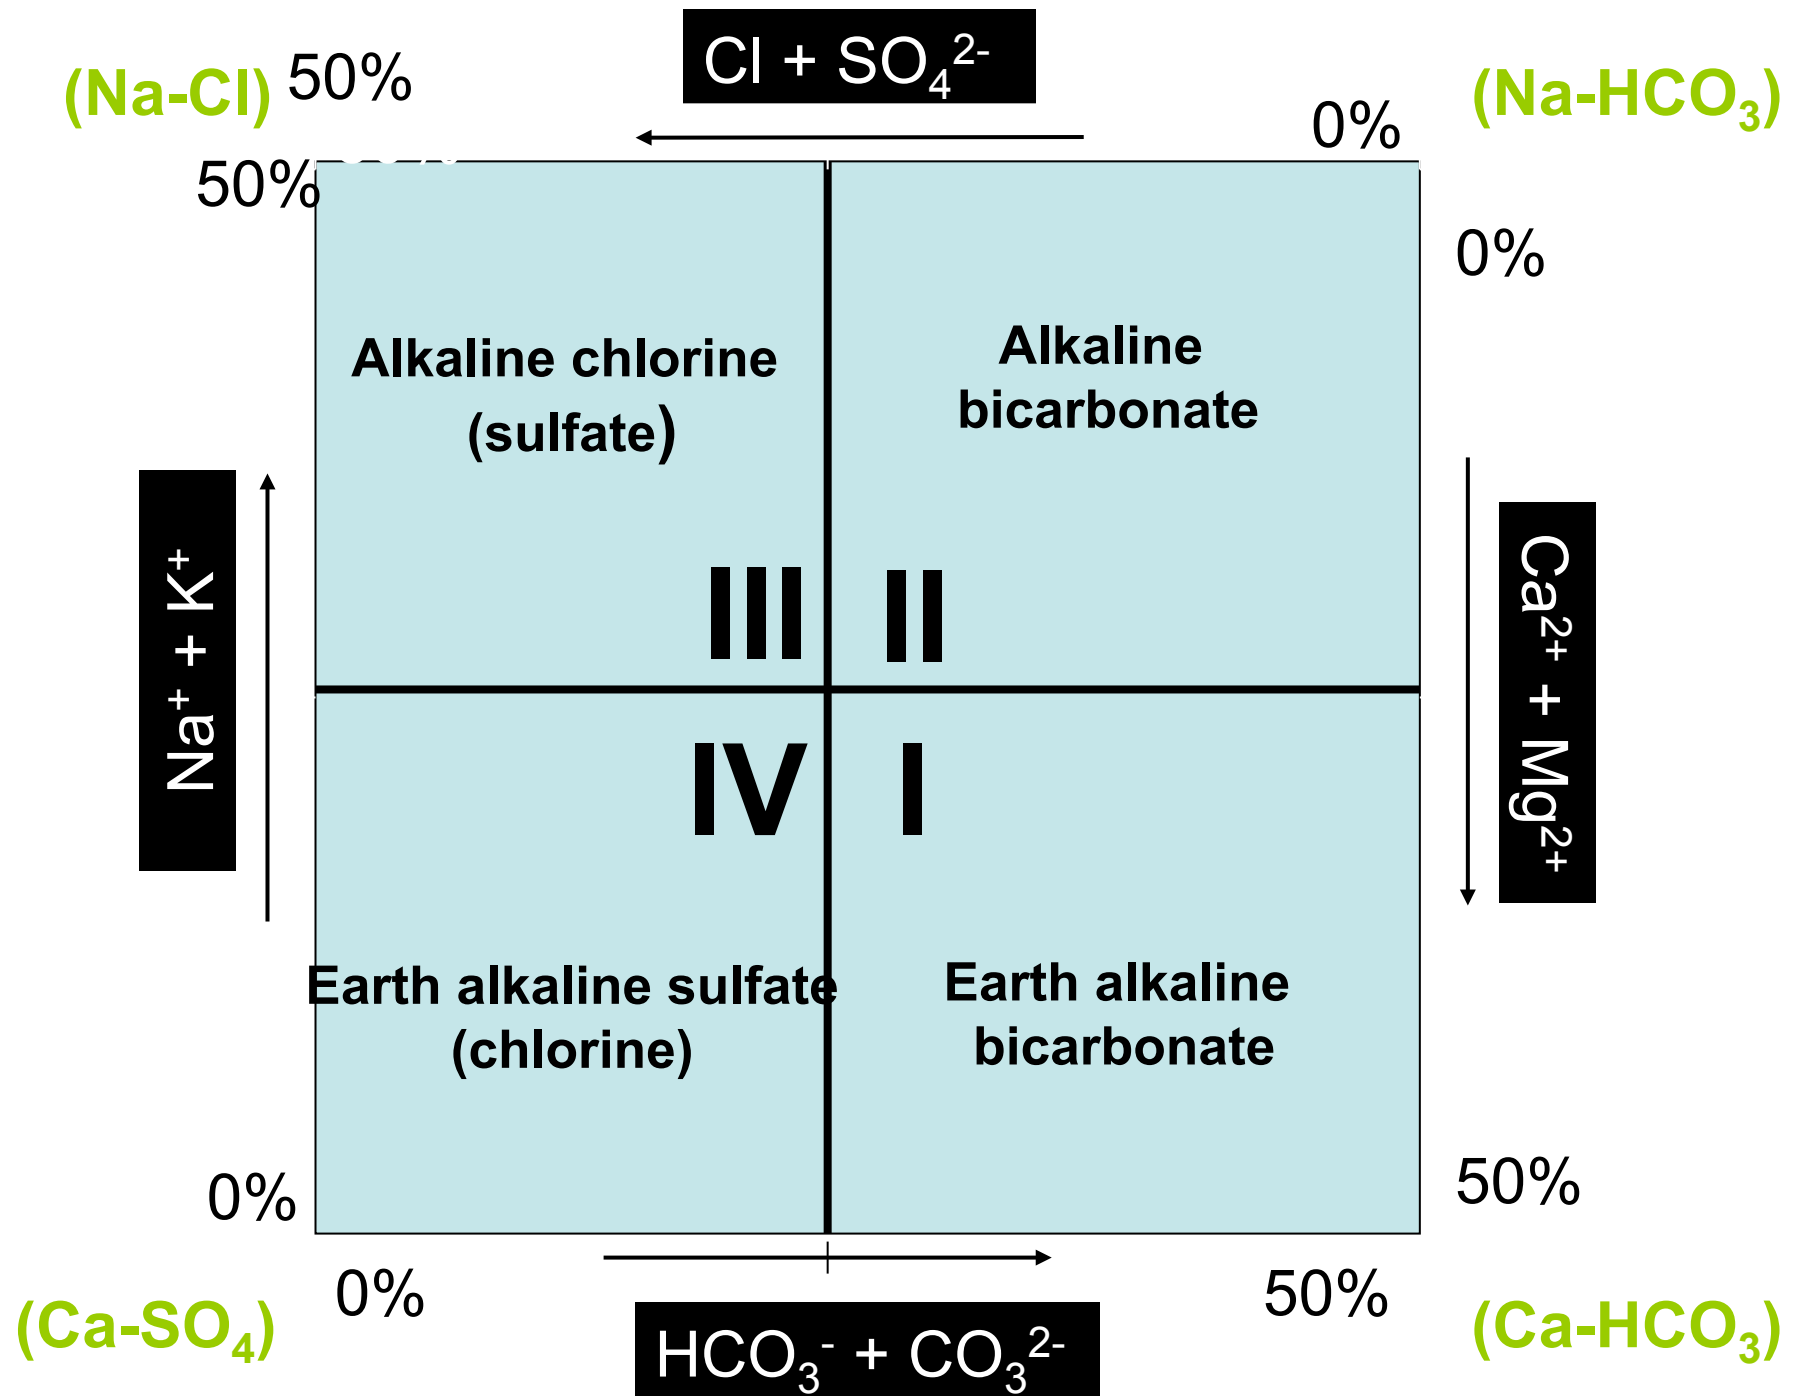 Cl + SO₄²⁻
(Na-Cl) 50%
0% (Na-HCO₃)
50%
0%
Alkaline chlorine
(sulfate)
Alkaline
bicarbonate
Na⁺ + K⁺
Ca²⁺ + Mg²⁺
III II
IV I
Earth alkaline sulfate
(chlorine)
Earth alkaline
bicarbonate
0%
50%
0%
50%
(Ca-SO₄)
(Ca-HCO₃)
HCO₃⁻ + CO₃²⁻